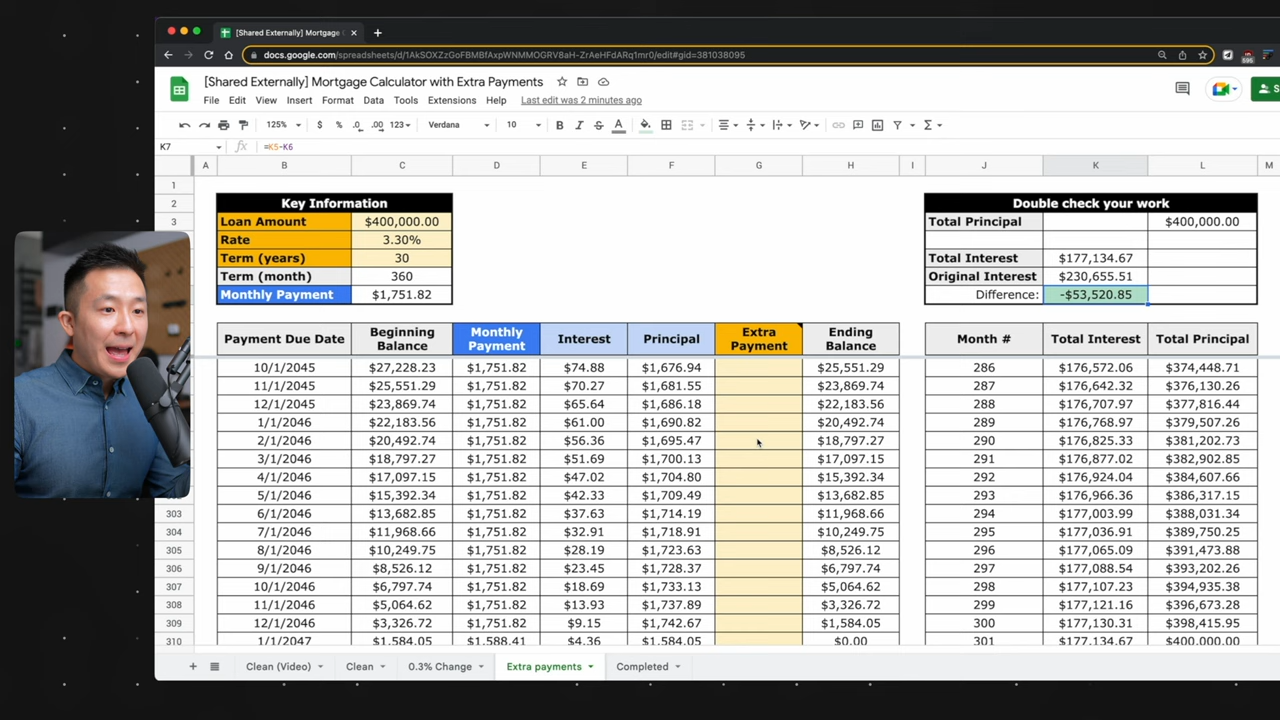 [Shared Externally] Mortgage C
docs.google.com/spreadsheets/d/1AkSOXZzGoFBMBfAxpWNMMOGRV8aH-ZrAeHFdARq1mr0/edit#gid=381038095
[Shared Externally] Mortgage Calculator with Extra Payments
File Edit View Insert Format Data Tools Extensions Help Last edit was 2 minutes ago
125% $ % .0 .00 123 Verdana 10 B I S A
K7 fx =K5-K6
A B C D E F G H I J K L M
1
2 Key Information Double check your work
3 Loan Amount $400,000.00 Total Principal $400,000.00
Rate 3.30%
Term (years) 30 Total Interest $177,134.67
Term (month) 360 Original Interest $230,655.51
Monthly Payment $1,751.82 Difference: -$53,520.85
Payment Due Date Beginning Balance Monthly Payment Interest Principal Extra Payment Ending Balance Month # Total Interest Total Principal
10/1/2045 $27,228.23 $1,751.82 $74.88 $1,676.94 $25,551.29 286 $176,572.06 $374,448.71
11/1/2045 $25,551.29 $1,751.82 $70.27 $1,681.55 $23,869.74 287 $176,642.32 $376,130.26
12/1/2045 $23,869.74 $1,751.82 $65.64 $1,686.18 $22,183.56 288 $176,707.97 $377,816.44
1/1/2046 $22,183.56 $1,751.82 $61.00 $1,690.82 $20,492.74 289 $176,768.97 $379,507.26
2/1/2046 $20,492.74 $1,751.82 $56.36 $1,695.47 $18,797.27 290 $176,825.33 $381,202.73
3/1/2046 $18,797.27 $1,751.82 $51.69 $1,700.13 $17,097.15 291 $176,877.02 $382,902.85
4/1/2046 $17,097.15 $1,751.82 $47.02 $1,704.80 $15,392.34 292 $176,924.04 $384,607.66
5/1/2046 $15,392.34 $1,751.82 $42.33 $1,709.49 $13,682.85 293 $176,966.36 $386,317.15
303 6/1/2046 $13,682.85 $1,751.82 $37.63 $1,714.19 $11,968.66 294 $177,003.99 $388,031.34
304 7/1/2046 $11,968.66 $1,751.82 $32.91 $1,718.91 $10,249.75 295 $177,036.91 $389,750.25
305 8/1/2046 $10,249.75 $1,751.82 $28.19 $1,723.63 $8,526.12 296 $177,065.09 $391,473.88
306 9/1/2046 $8,526.12 $1,751.82 $23.45 $1,728.37 $6,797.74 297 $177,088.54 $393,202.26
307 10/1/2046 $6,797.74 $1,751.82 $18.69 $1,733.13 $5,064.62 298 $177,107.23 $394,935.38
308 11/1/2046 $5,064.62 $1,751.82 $13.93 $1,737.89 $3,326.72 299 $177,121.16 $396,673.28
309 12/1/2046 $3,326.72 $1,751.82 $9.15 $1,742.67 $1,584.05 300 $177,130.31 $398,415.95
310 1/1/2047 $1,584.05 $1,588.41 $4.36 $1,584.05 $0.00 301 $177,134.67 $400,000.00
Clean (Video) Clean 0.3% Change Extra payments Completed